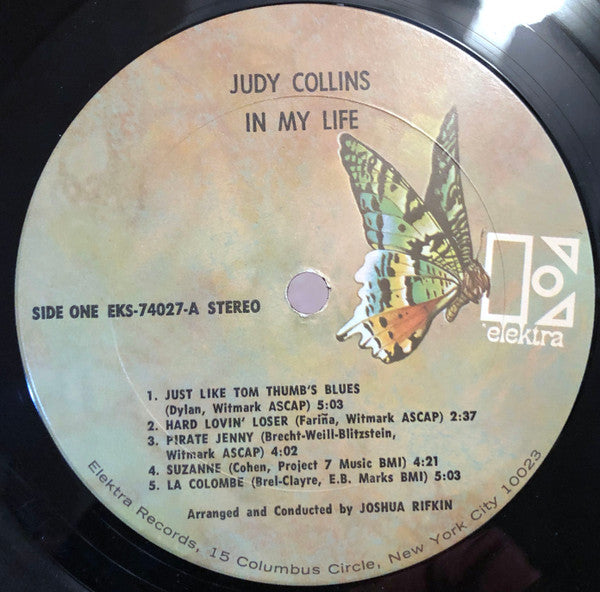 JUDY COLLINS
IN MY LIFE
SIDE ONE EKS-74027-A STEREO
elektra
1. JUST LIKE TOM THUMB'S BLUES
(Dylan, Witmark ASCAP) 5:03
2. HARD LOVIN' LOSER (Fariña, Witmark ASCAP) 2:37
3. PIRATE JENNY (Brecht-Weill-Blitzstein,
Witmark ASCAP) 4:02
4. SUZANNE (Cohen, Project 7 Music BMI) 4:21
5. LA COLOMBE (Brel-Clayre, E.B. Marks BMI) 5:03
Arranged and Conducted by JOSHUA RIFKIN
Elektra Records, 15 Columbus Circle, New York City 10023